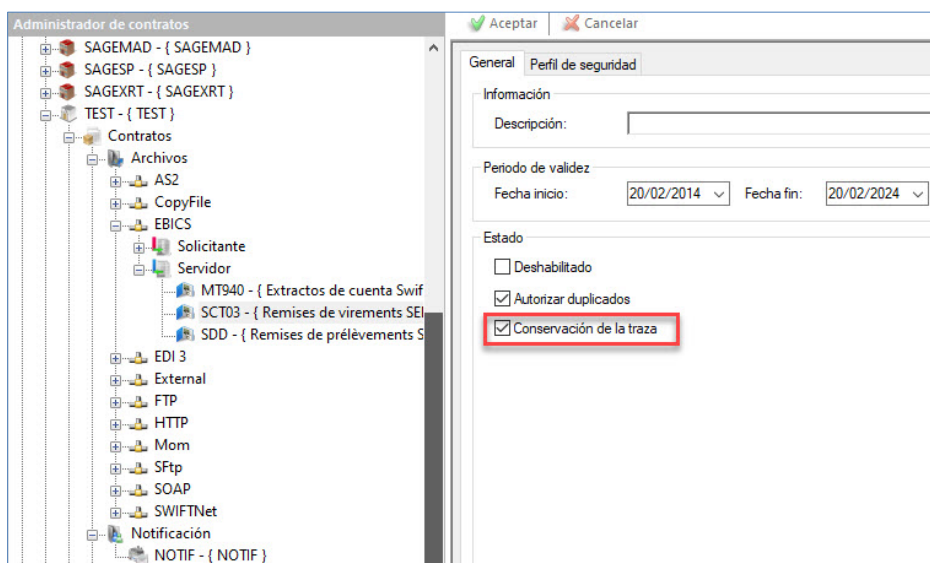 Administrador de contratos
SAGEMAD - { SAGEMAD }
SAGESP - { SAGESP }
SAGEXRT - { SAGEXRT }
TEST - { TEST }
Contratos
Archivos
AS2
CopyFile
EBICS
Solicitante
Servidor
MT940 - { Extractos de cuenta Swif
SCT03 - { Remises de virements SEI
SDD - { Remises de prélèvements S
EDI 3
External
FTP
HTTP
Mom
SFtp
SOAP
SWIFTNet
Notificación
NOTIF - { NOTIF }
Aceptar Cancelar
General Perfil de seguridad
Información
Descripción:
Periodo de validez
Fecha inicio: 20/02/2014 Fecha fin: 20/02/2024
Estado
Deshabilitado
Autorizar duplicados
Conservación de la traza